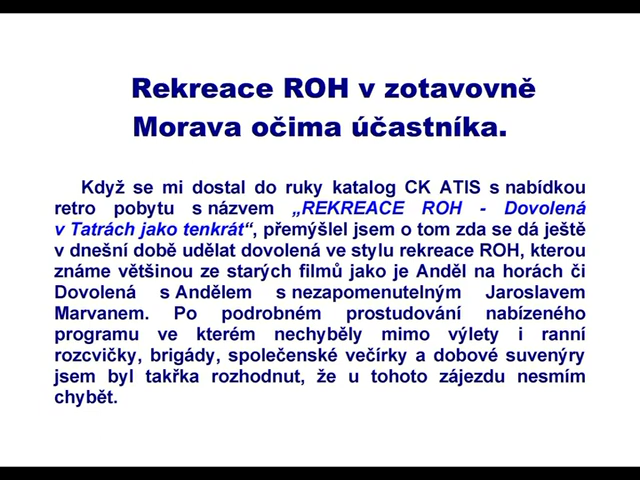 Rekreace ROH v zotavovně
Morava očima účastníka.
Když se mi dostal do ruky katalog CK ATIS s nabídkou
retro pobytu s názvem „REKREACE ROH - Dovolená
v Tatrách jako tenkrát“, přemýšlel jsem o tom zda se dá ještě
v dnešní době udělat dovolená ve stylu rekreace ROH, kterou
známe většinou ze starých filmů jako je Anděl na horách či
Dovolená s Andělem s nezapomenutelným Jaroslavem
Marvanem. Po podrobném prostudování nabízeného
programu ve kterém nechyběly mimo výlety i ranní
rozcvičky, brigády, společenské večírky a dobové suvenýry
jsem byl takřka rozhodnut, že u tohoto zájezdu nesmím
chybět.